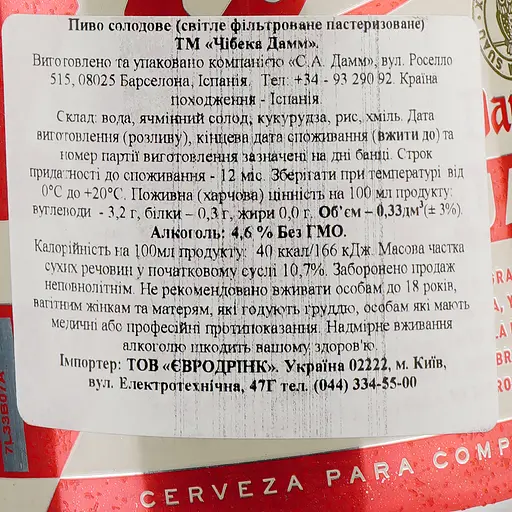 Пиво солодове (світле фільтроване пастеризоване)
ТМ «Чібека Дамм».
Виготовлено та упаковано компанією «С.А. Дамм», вул. Роселло
515, 08025 Барселона, Іспанія. Тел: +34 - 93 290 92. Країна
походження - Іспанія.
Склад: вода, ячмінний солод, кукурудза, рис, хміль. Дата
виготовлення (розливу), кінцева дата споживання (вжити до) та
номер партії виготовлення зазначені на дні банці. Строк
придатності до споживання - 12 міс. Зберігати при температурі від
0°С до +20°С. Поживна (харчова) цінність на 100 мл продукту:
вуглеводи - 3,2 г, білки – 0,3 г, жири 0,0 г. Об'єм – 0,33дм³(± 3%).
Алкоголь: 4,6 % Без ГМО.
Калорійність на 100мл продукту: 40 ккал/166 кДж. Масова частка
сухих речовин у початковому суслі 10,7%. Заборонено продаж
неповнолітнім. Не рекомендовано вживати особам до 18 років,
вагітним жінкам та матерям, які годують груддю, особам які мають
медичні або професійні протипоказання. Надмірне вживання
алкоголю шкодить вашому здоров'ю.
Імпортер: ТОВ «ЄВРОДРІНК». Україна 02222, м. Київ,
вул. Електротехнічна, 47Г тел. (044) 334-55-00
7L33B07A
CERVEZA PARA COMP